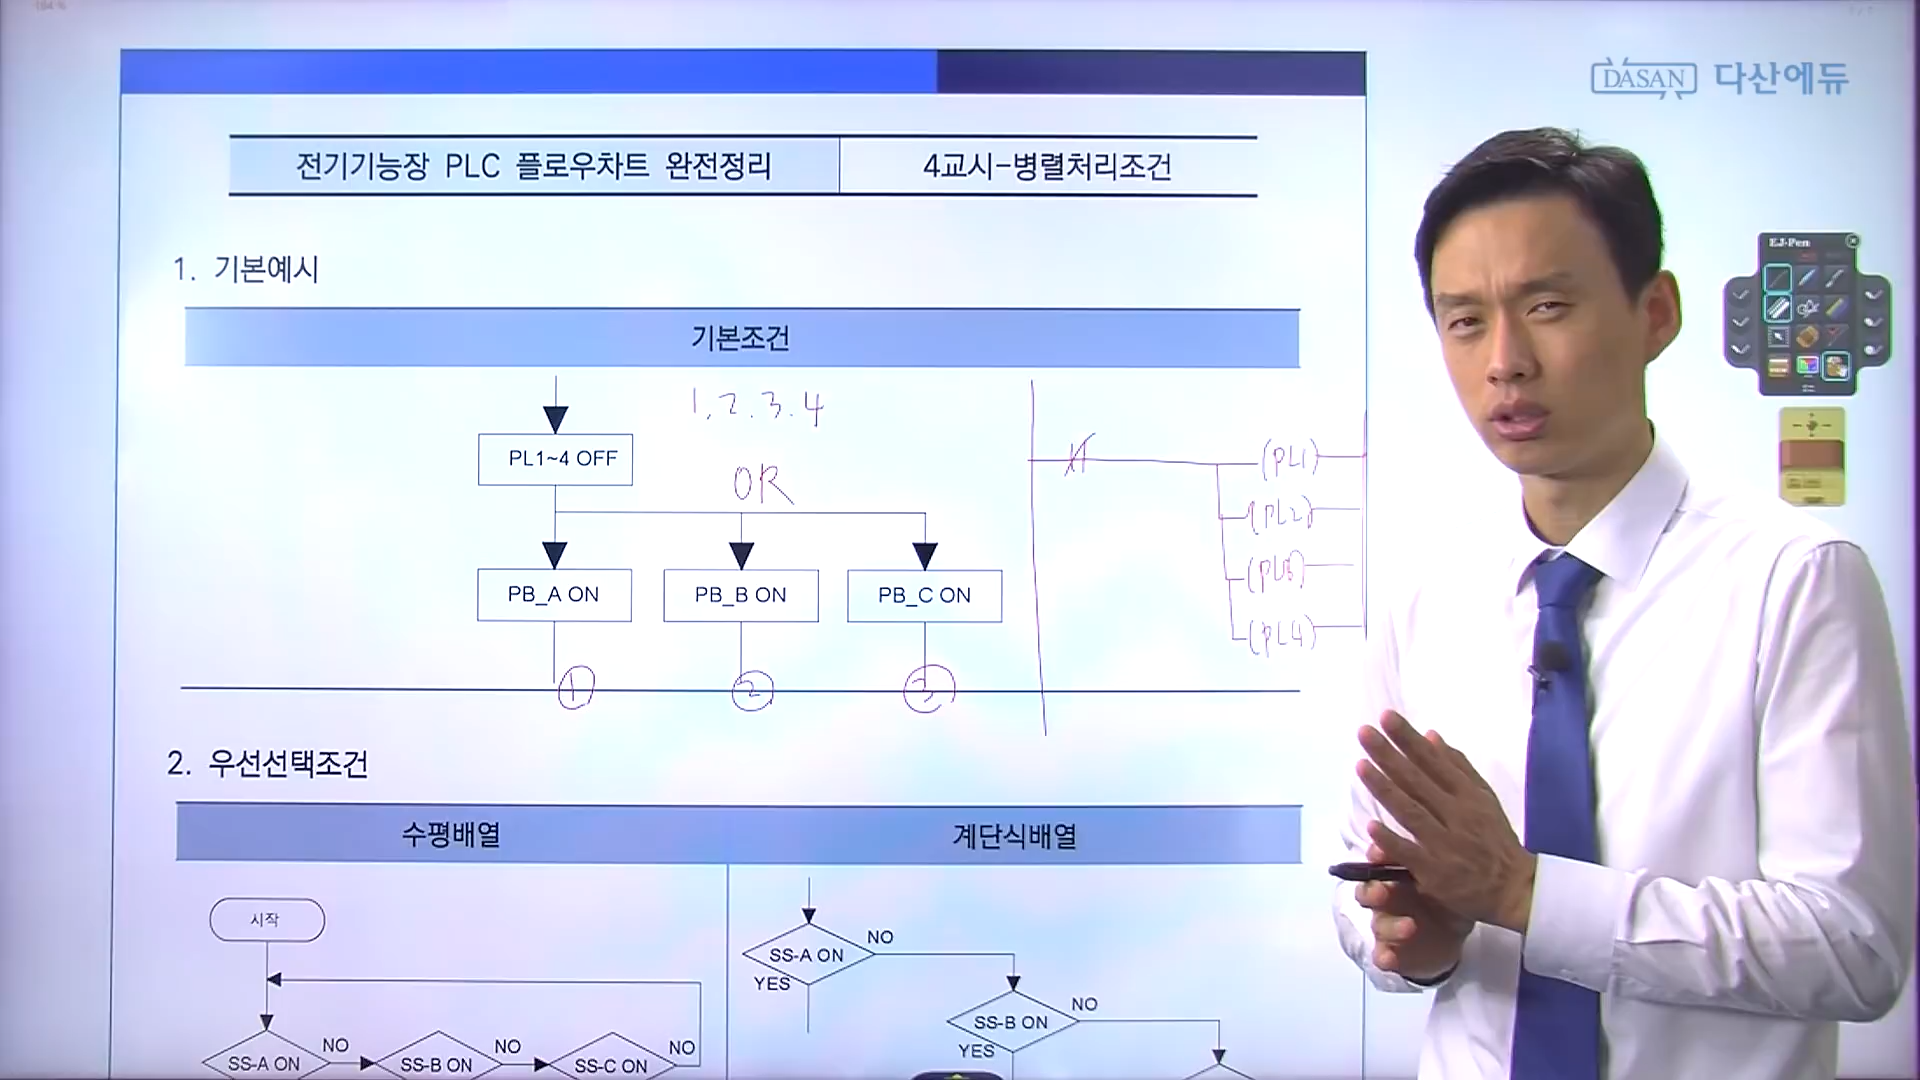 DASAN 다산에듀
전기기능장 PLC 플로우차트 완전정리
4교시-병렬처리조건
EJ-Pen
1. 기본예시
기본조건
1, 2. 3. 4
PL1~4 OFF
OR
(PL1)
(PL2)
(PL3)
(PL4)
PB_A ON
PB_B ON
PB_C ON
①
②
③
2. 우선선택조건
수평배열
계단식배열
시작
SS-A ON
NO
SS-B ON
NO
SS-C ON
NO
SS-A ON
NO
YES
SS-B ON
NO
YES